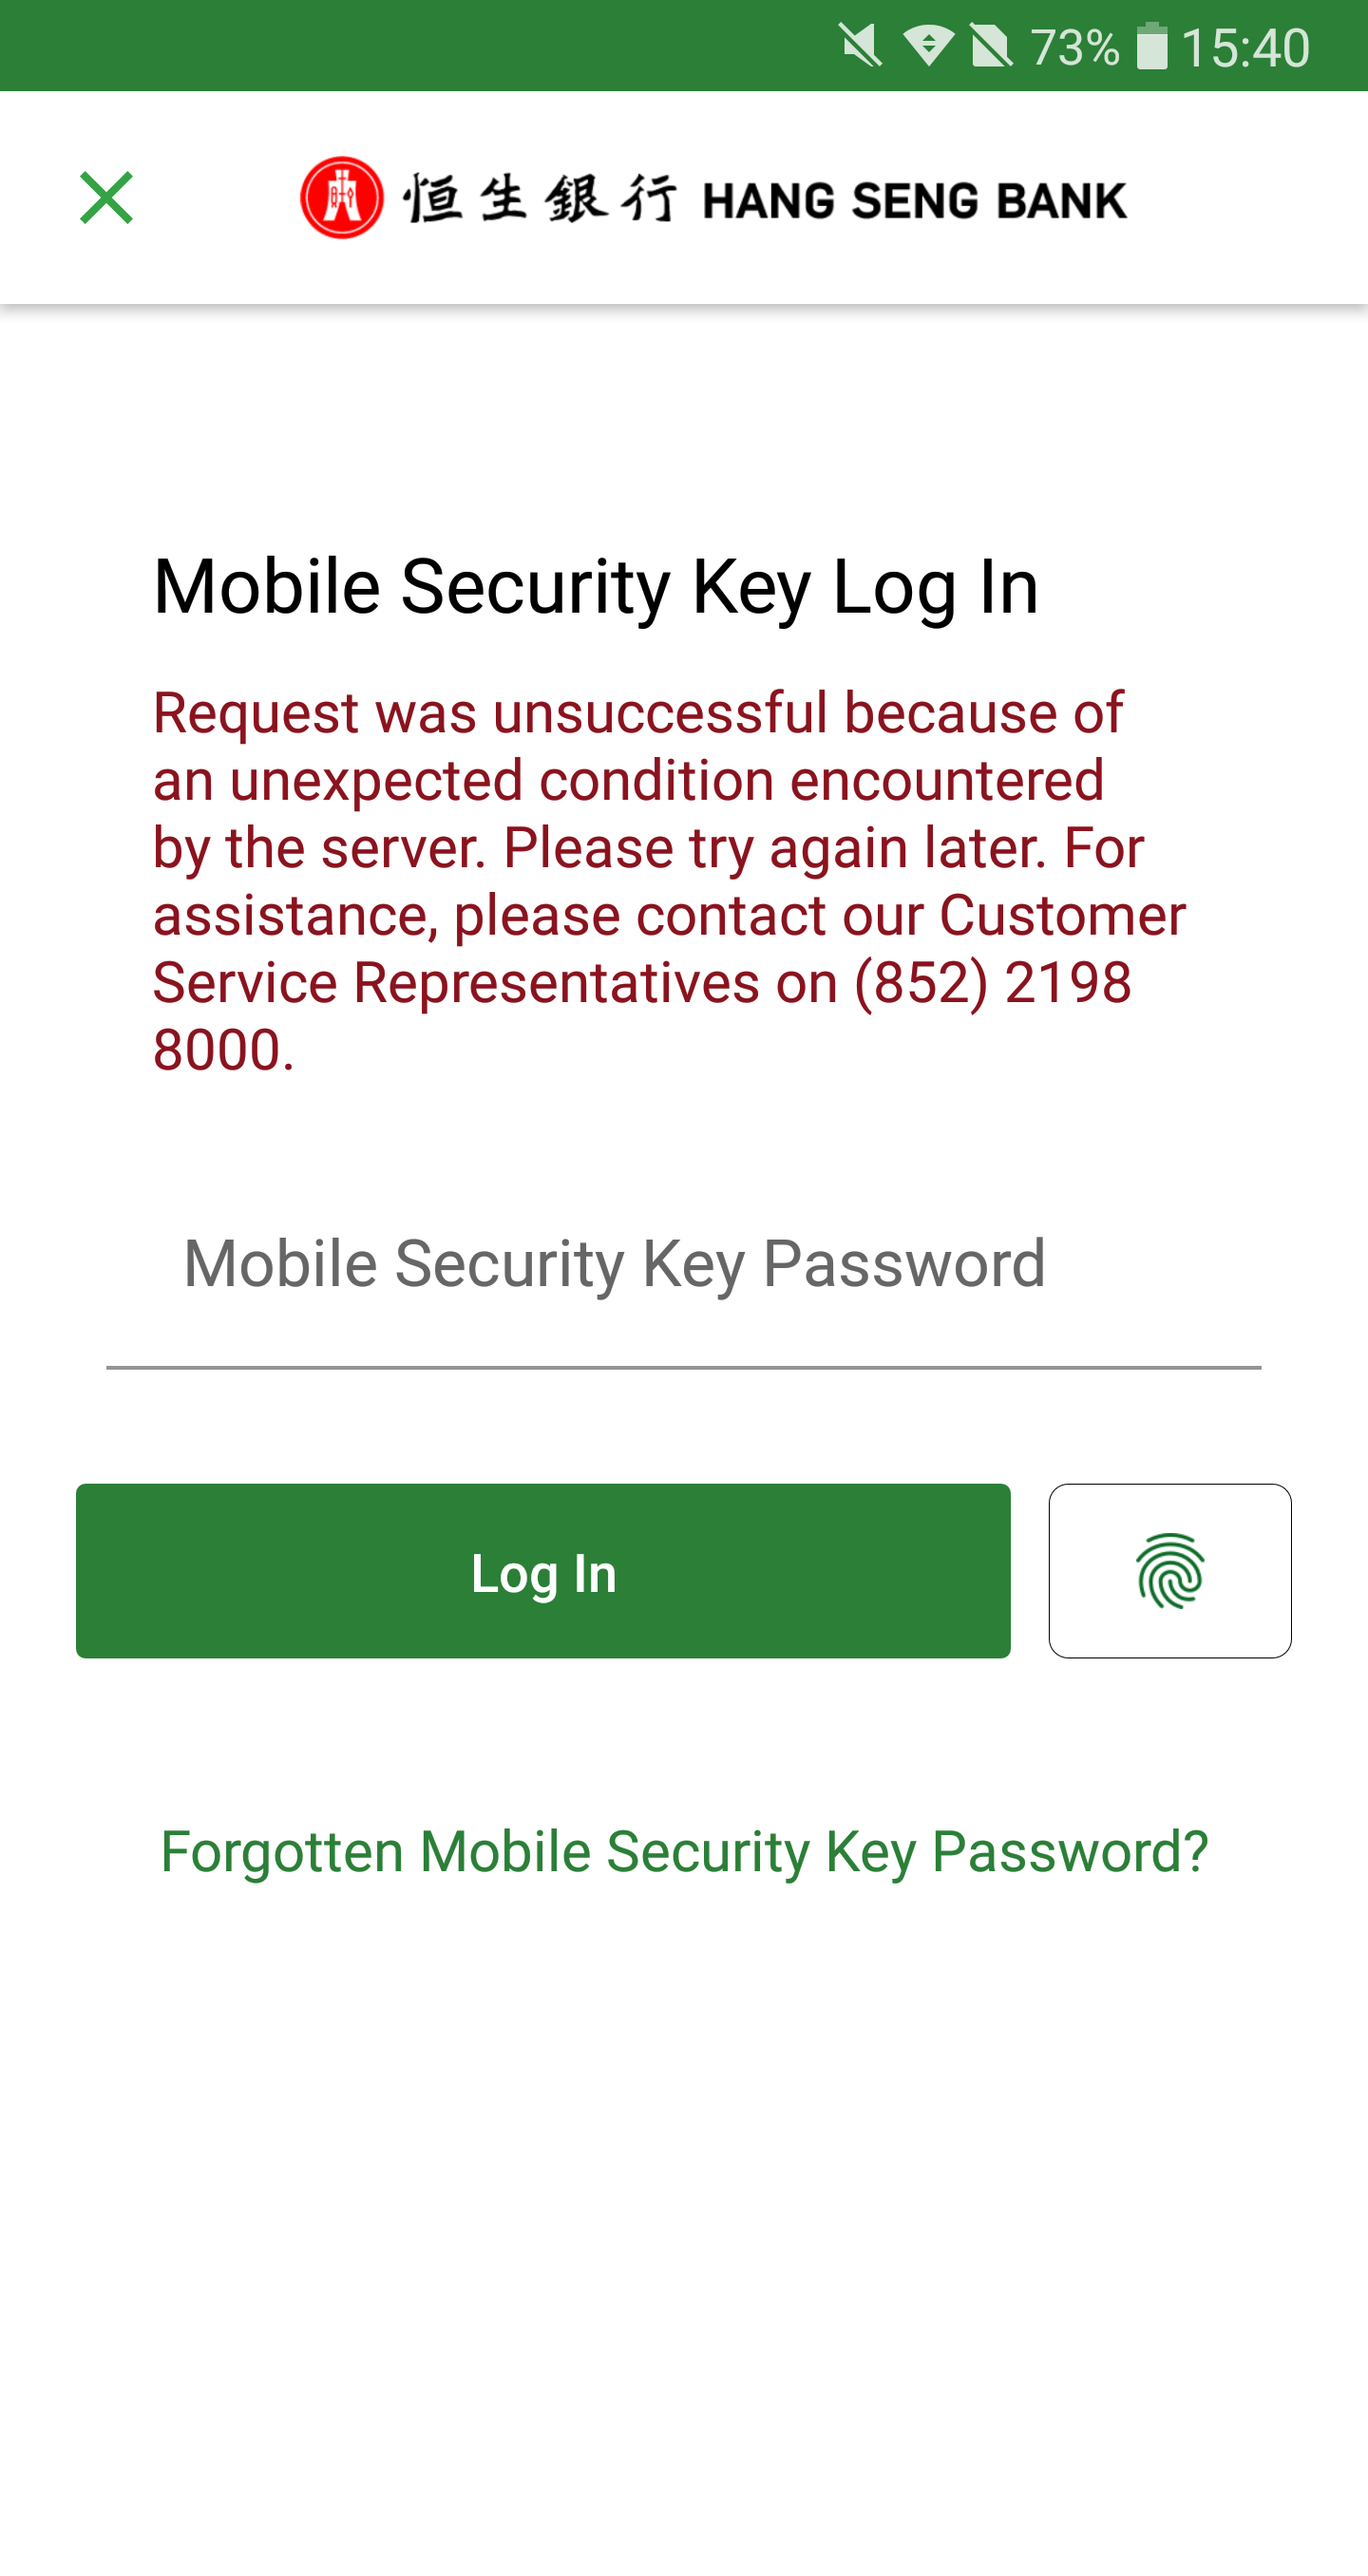 73% 15:40
恒生銀行 HANG SENG BANK
Mobile Security Key Log In
Request was unsuccessful because of
an unexpected condition encountered
by the server. Please try again later. For
assistance, please contact our Customer
Service Representatives on (852) 2198
8000.
Mobile Security Key Password
Log In
Forgotten Mobile Security Key Password?